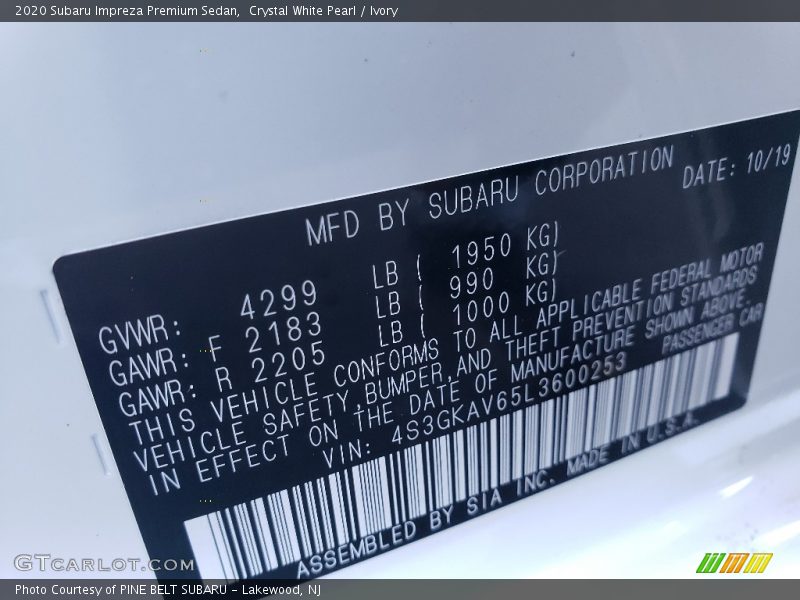 2020 Subaru Impreza Premium Sedan,  Crystal White Pearl / Ivory
MFD BY SUBARU CORPORATION DATE: 10/19
GVWR: 4299 LB ( 1950 KG)
GAWR: F 2183 LB ( 990 KG)
GAWR: R 2205 LB ( 1000 KG)
THIS VEHICLE CONFORMS TO ALL APPLICABLE FEDERAL MOTOR
VEHICLE SAFETY,BUMPER,AND THEFT PREVENTION STANDARDS
IN EFFECT ON THE DATE OF MANUFACTURE SHOWN ABOVE.
VIN: 4S3GKAV65L3600253 PASSENGER CAR
ASSEMBLED BY SIA INC. MADE IN U.S.A.
GTCARLOT.COM
Photo Courtesy of PINE BELT SUBARU - Lakewood, NJ